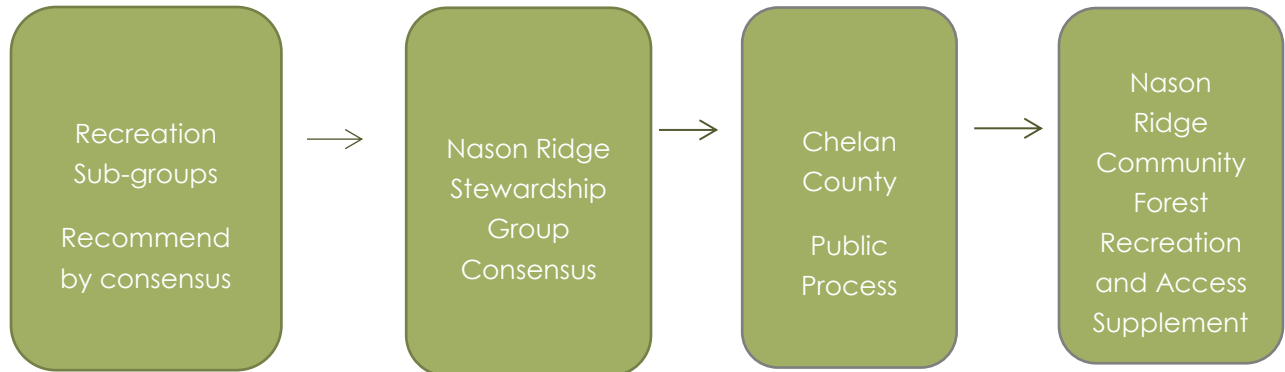 Recreation
Sub-groups
Recommend
by consensus
Nason Ridge
Stewardship
Group
Consensus
Chelan
County
Public
Process
Nason
Ridge
Community
Forest
Recreation
and Access
Supplement